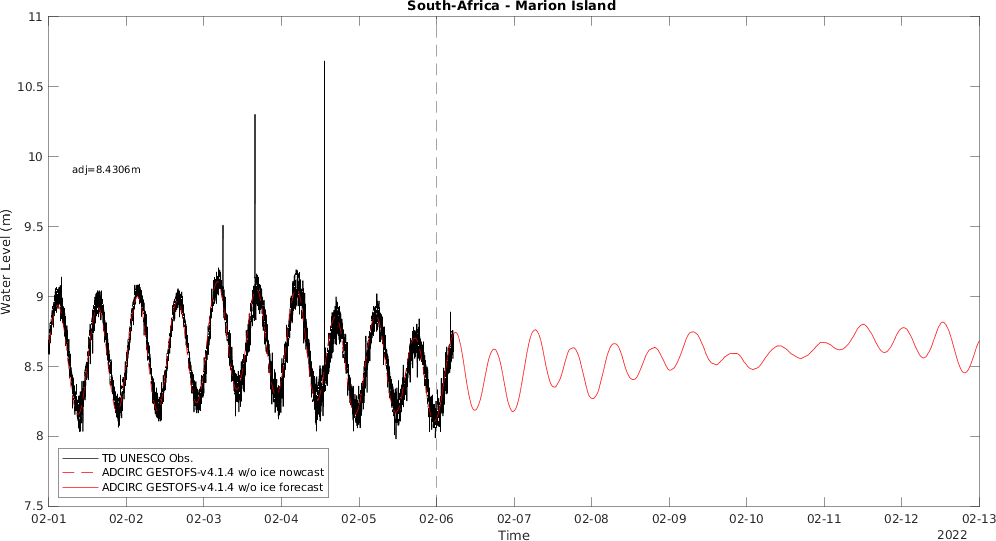 South-Africa - Marion Island
11
10.5
10
9.5
9
8.5
8
7.5
Water Level (m)
adj=8.4306m
TD UNESCO Obs.
ADCIRC GESTOFS-v4.1.4 w/o ice nowcast
ADCIRC GESTOFS-v4.1.4 w/o ice forecast
02-01 02-02 02-03 02-04 02-05 02-06 02-07 02-08 02-09 02-10 02-11 02-12 02-13
Time
2022